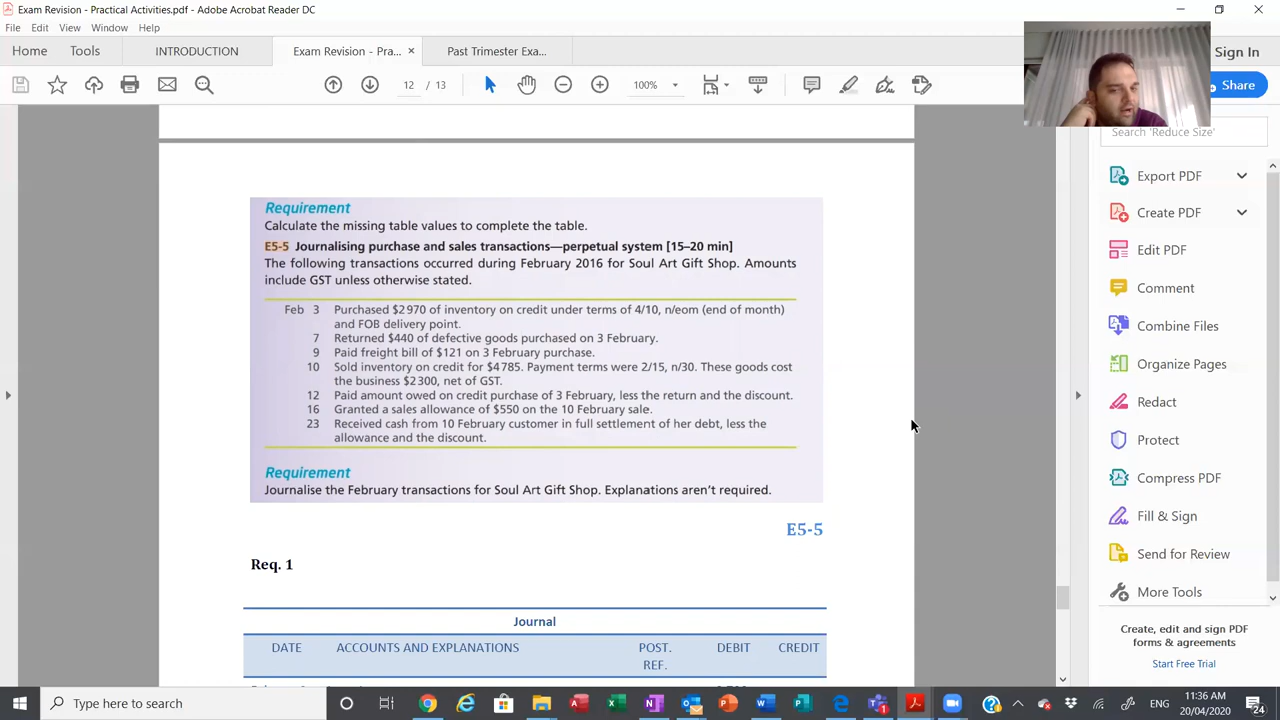 Exam Revision - Practical Activities.pdf - Adobe Acrobat Reader DC
File Edit View Window Help
Home Tools INTRODUCTION Exam Revision - Pra... × Past Trimester Exa... Sign In
12 / 13 100% Share
Search 'Reduce Size'
Export PDF
Create PDF
Edit PDF
Comment
Combine Files
Organize Pages
Redact
Protect
Compress PDF
Fill & Sign
Send for Review
More Tools
Create, edit and sign PDF
forms & agreements
Start Free Trial
Requirement
Calculate the missing table values to complete the table.
E5-5 Journalising purchase and sales transactions—perpetual system [15–20 min]
The following transaction occurred during February 2016 for Soul Art Gift Shop. Amounts
include GST unless otherwise stated.
Feb 3 Purchased $2 970 of inventory on credit under terms of 4/10, n/eom (end of month)
and FOB delivery point.
7 Returned $440 of defective goods purchased on 3 February.
9 Paid freight bill of $121 on 3 February purchase.
10 Sold inventory on credit for $4 785. Payment terms were 2/15, n/30. These goods cost
the business $2 300, net of GST.
12 Paid amount owed on credit purchase of 3 February, less the return and the discount.
16 Granted a sales allowance of $550 on the 10 February sale.
23 Received cash from 10 February customer in full settlement of her debt, less the
allowance and the discount.
Requirement
Journalise the February transactions for Soul Art Gift Shop. Explanations aren't required.
E5-5
Req. 1
Journal
DATE ACCOUNTS AND EXPLANATIONS POST. DEBIT CREDIT
REF.
Type here to search
ENG
11:36 AM
20/04/2020
24